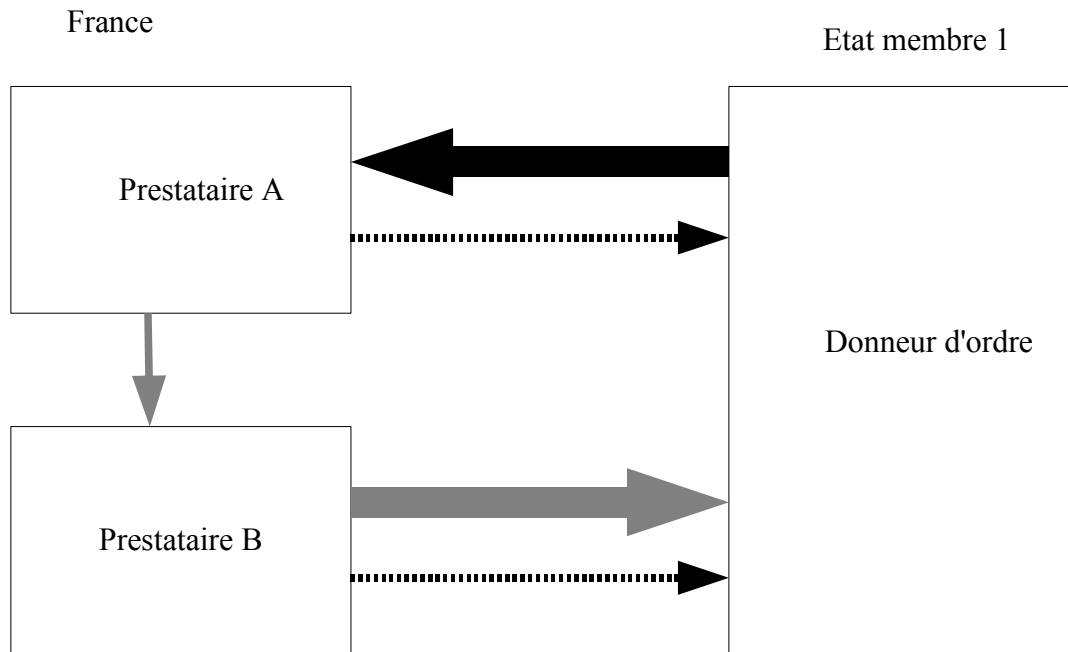 France
Etat membre 1
Prestataire A
Donneur d'ordre
Prestataire B